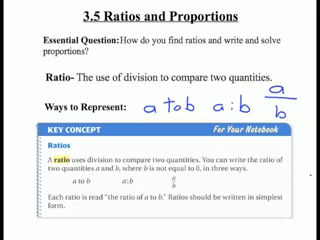 3.5 Ratios and Proportions
Essential Question:How do you find ratios and write and solve
proportions?
Ratio- The use of division to compare two quantities.
Ways to Represent: a to b a:b a/b
KEY CONCEPT For Your Notebook
Ratios
A ratio uses division to compare two quantities. You can write the ratio of
two quantities a and b, where b is not equal to 0, in three ways.
a to b a:b a/b
Each ratio is read "the ratio of a to b." Ratios should be written in simplest
form.